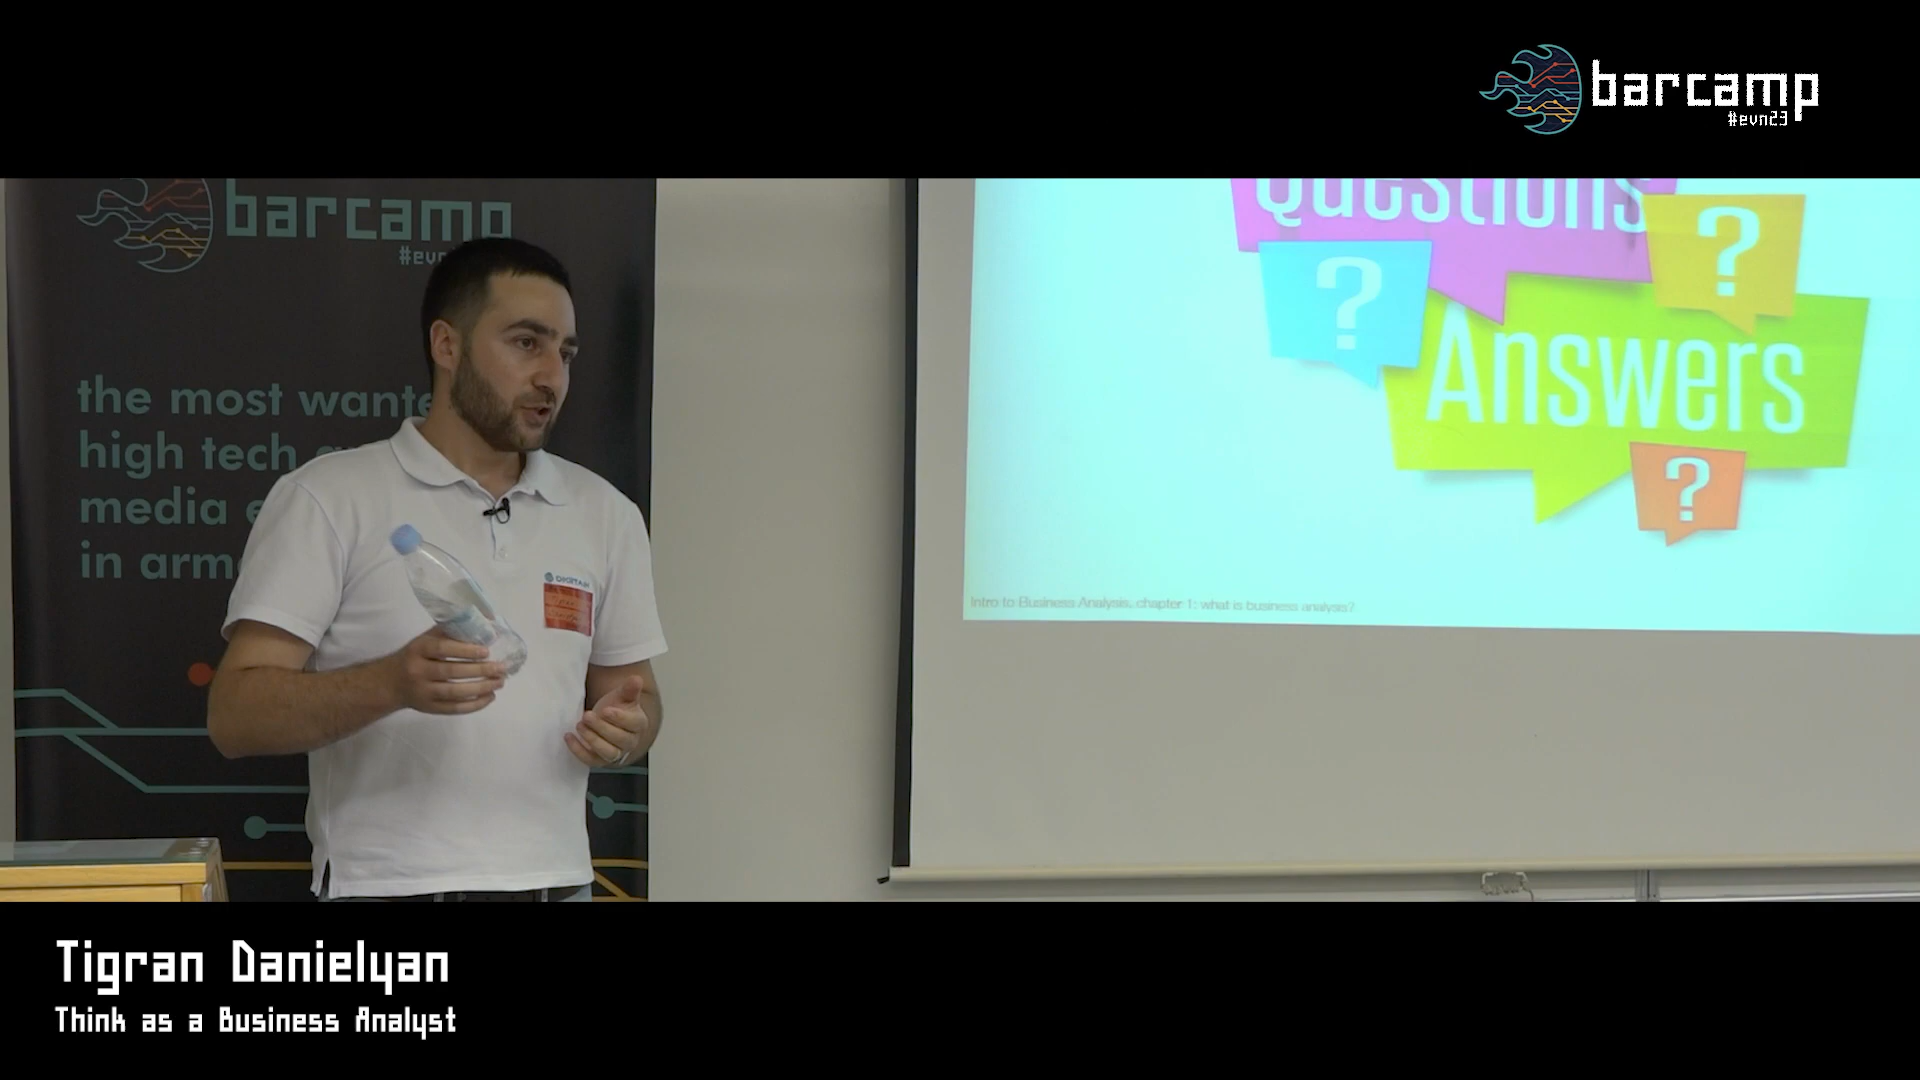 barcamp
#evn23
barcamp
#evn
the most wante
high tech
media e
in arm
Questions
?
?
Answers
?
Intro to Business Analysis, chapter 1: what is business analysis?
Tigran Danielyan
Think as a Business Analyst